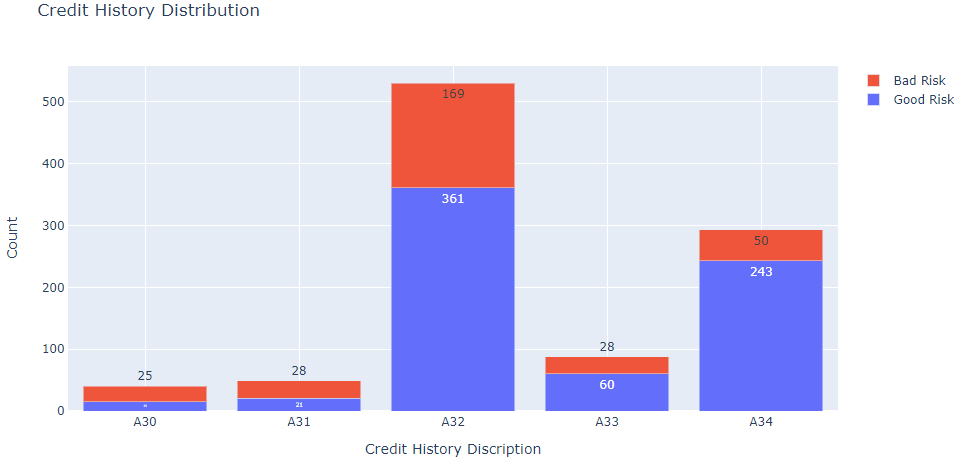 Credit History Distribution
Bad Risk
Good Risk
Count
500
400
300
200
100
0
25
28
21
169
361
28
60
50
243
A30
A31
A32
A33
A34
Credit History Discription